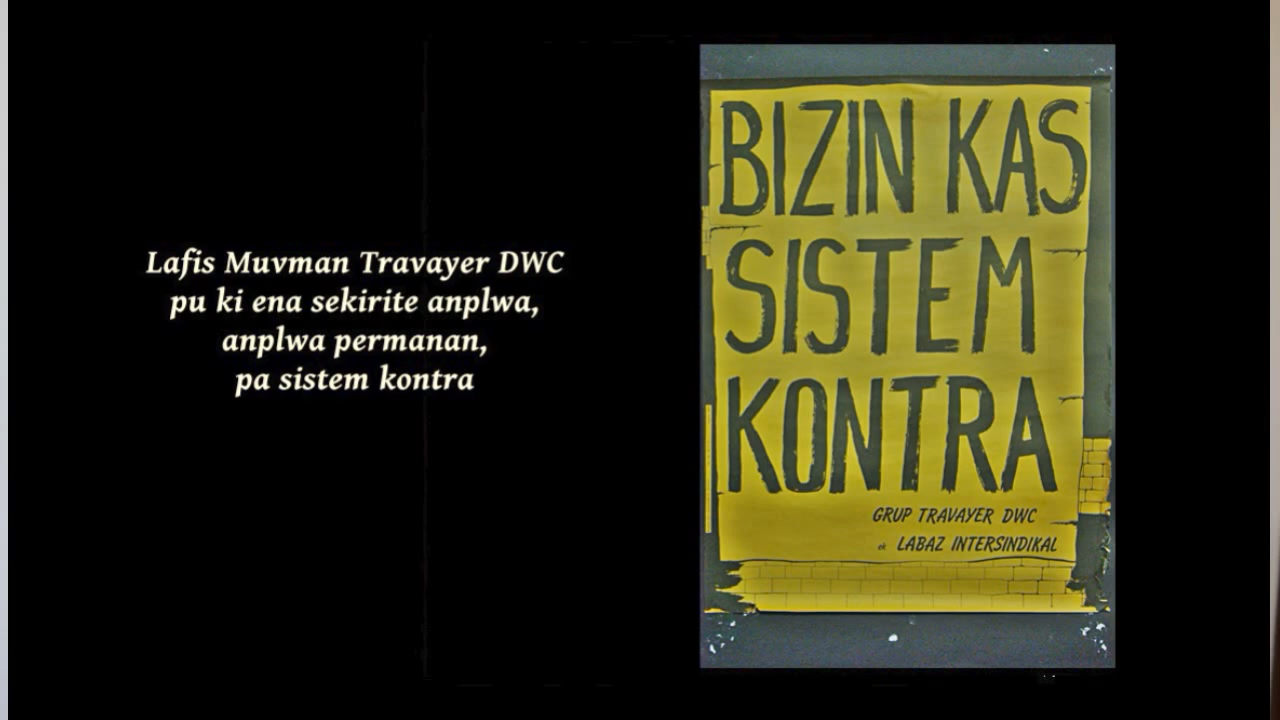 Lafis Muvman Travayer DWC
pu ki ena sekirite anplwa,
anplwa permanan,
pa sistem kontra
BIZIN KAS
SISTEM
KONTRA
GRUP TRAVAYER DWC
ek LABAZ INTERSINDIKAL